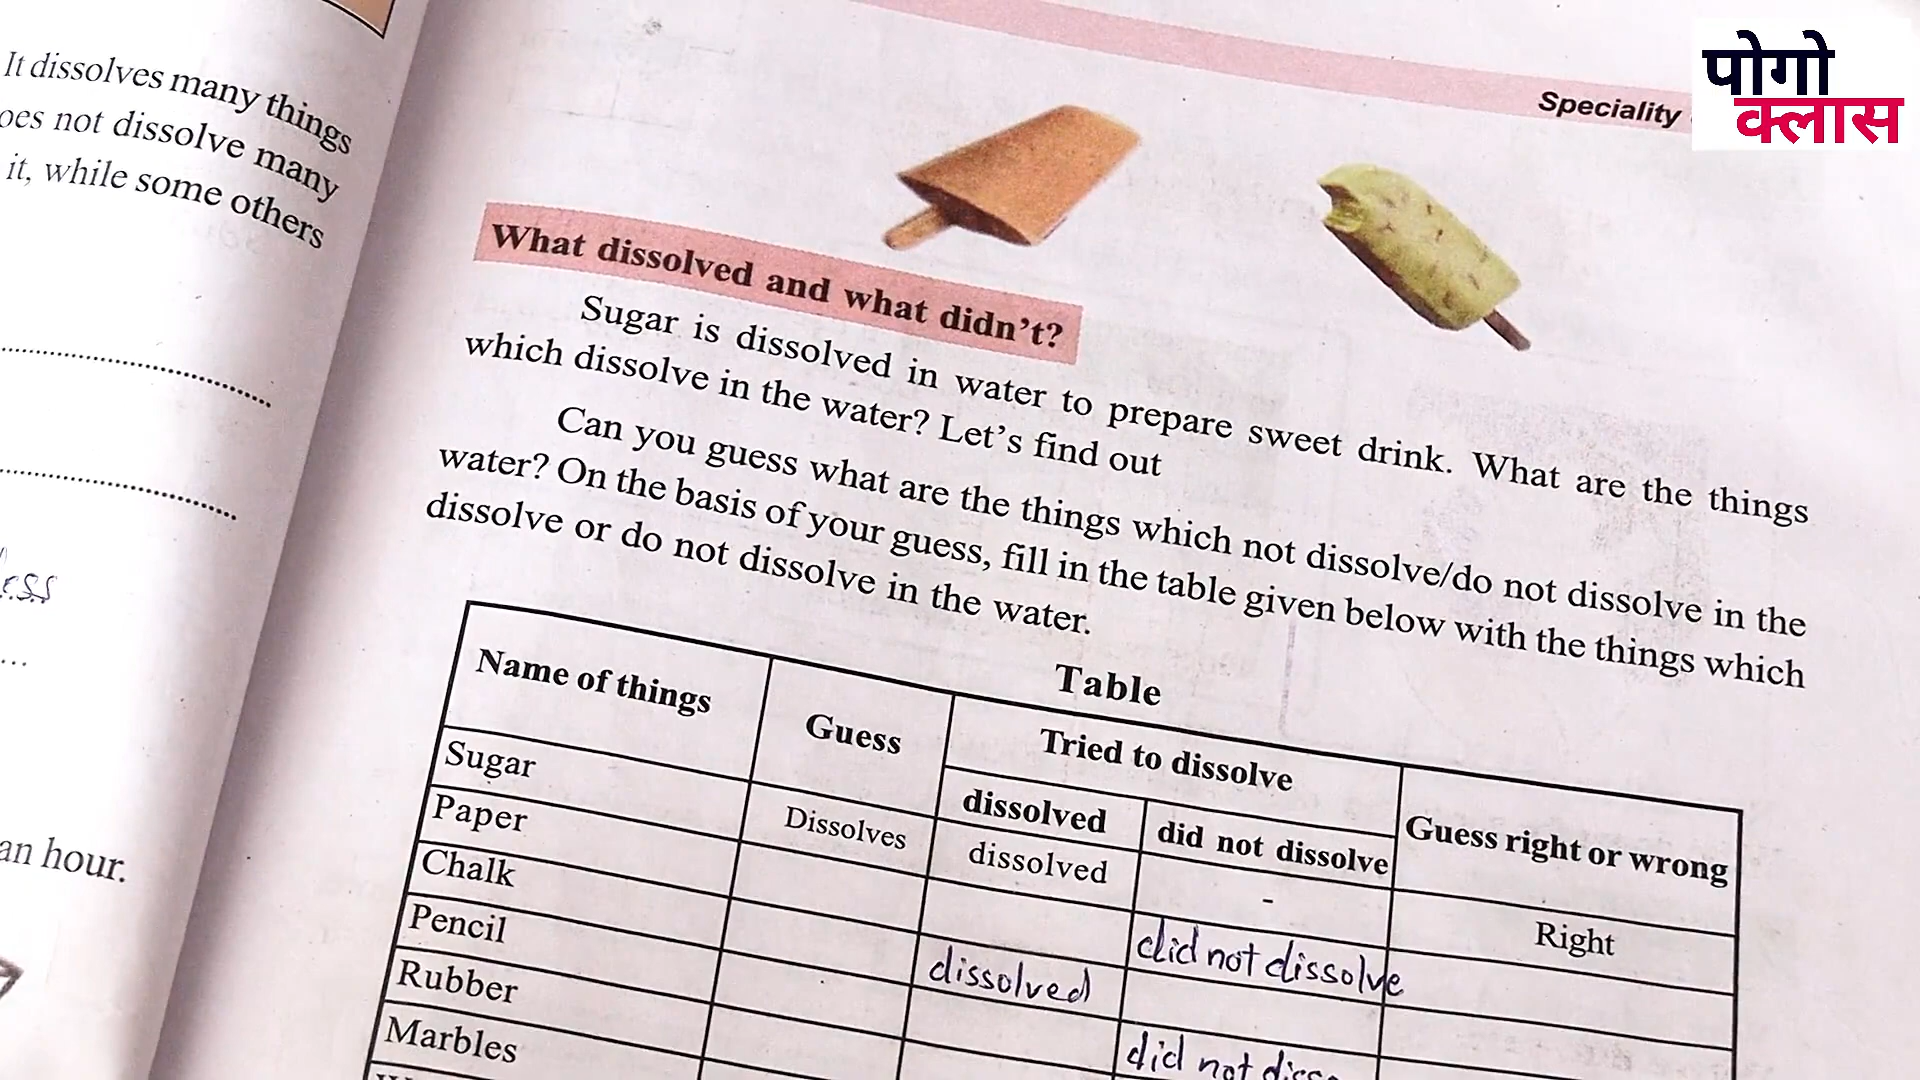 It dissolves many things
oes not dissolve many
it, while some others
ess
an hour.
Speciality
पोगो
क्लास
What dissolved and what didn't?
Sugar is dissolved in water to prepare sweet drink. What are the things
which dissolve in the water? Let's find out
Can you guess what are the things which not dissolve/do not dissolve in the
water? On the basis of your guess, fill in the table given below with the things which
dissolve or do not dissolve in the water.
Table
Name of things Guess Tried to dissolve Guess right or wrong
dissolved did not dissolve
Sugar Dissolves dissolved - Right
Paper did not dissolve
Chalk dissolved
Pencil did not
Rubber
Marbles